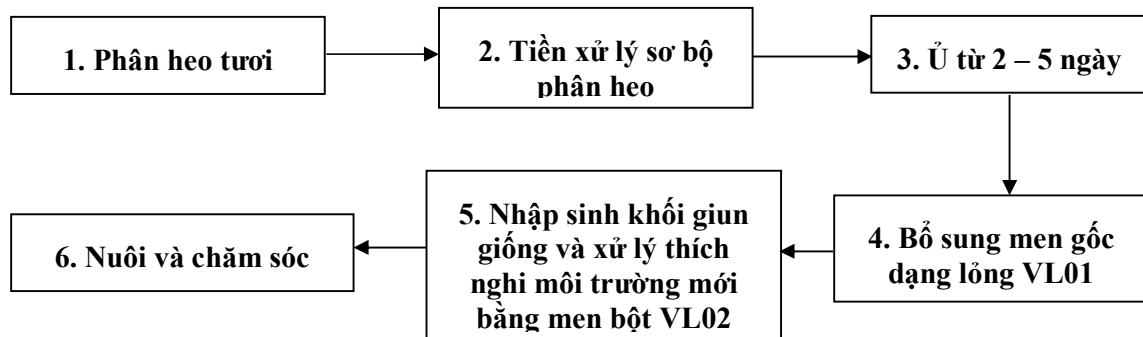 1. Phân heo tươi
2. Tiền xử lý sơ bộ
phân heo
3. Ủ từ 2 – 5 ngày
4. Bổ sung men gốc
dạng lỏng VL01
5. Nhập sinh khối giun
giống và xử lý thích
nghi môi trường mới
bằng men bột VL02
6. Nuôi và chăm sóc